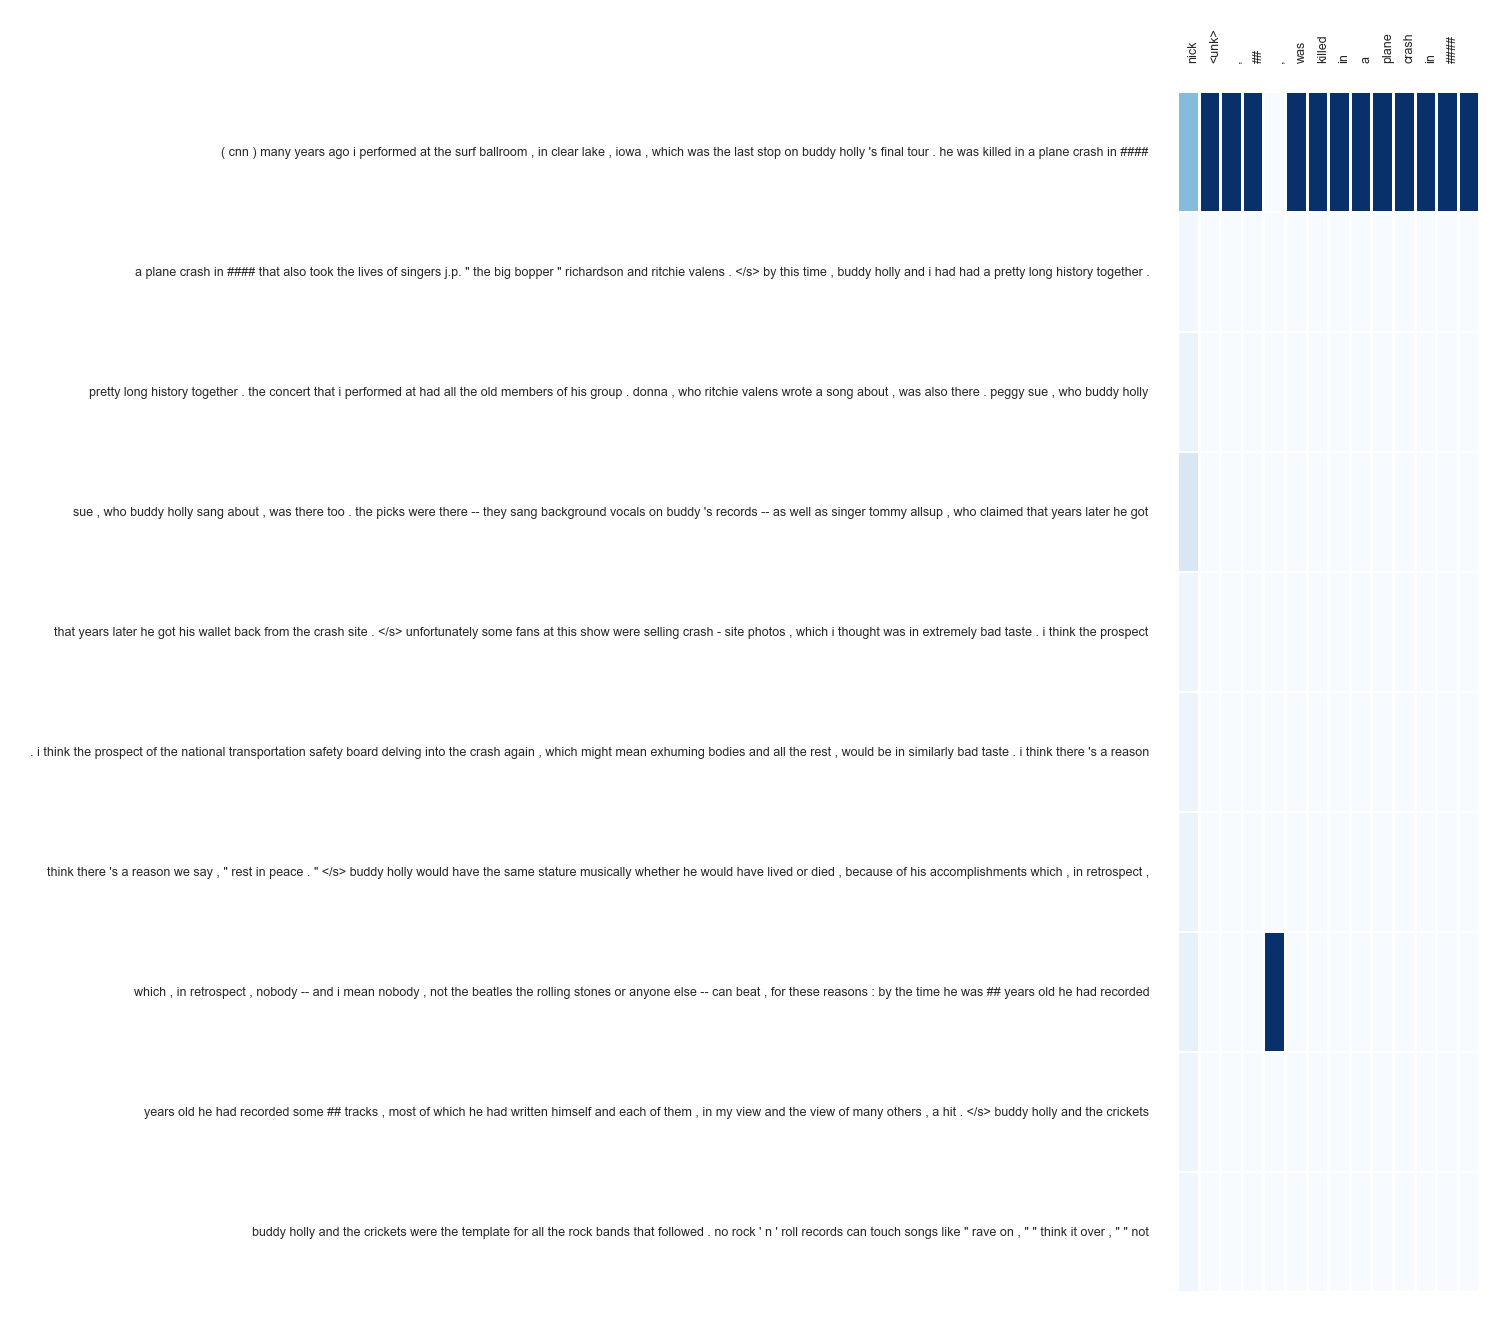 nick
<unk>
,
##
,
was
killed
in
a
plane
crash
in
####
( cnn ) many years ago i performed at the surf ballroom , in clear lake , iowa , which was the last stop on buddy holly 's final tour . he was killed in a plane crash in ####
a plane crash in #### that also took the lives of singers j.p. " the big bopper " richardson and ritchie valens . </s> by this time , buddy holly and i had had a pretty long history together .
pretty long history together . the concert that i performed at had all the old members of his group . donna , who ritchie valens wrote a song about , was also there . peggy sue , who buddy holly
sue , who buddy holly sang about , was there too . the picks were there -- they sang background vocals on buddy 's records -- as well as singer tommy allsup , who claimed that years later he got
that years later he got his wallet back from the crash site . </s> unfortunately some fans at this show were selling crash - site photos , which i thought was in extremely bad taste . i think the prospect
. i think the prospect of the national transportation safety board delving into the crash again , which might mean exhuming bodies and all the rest , would be in similarly bad taste . i think there 's a reason
think there 's a reason we say , " rest in peace . " </s> buddy holly would have the same stature musically whether he would have lived or died , because of his accomplishments which , in retrospect ,
which , in retrospect , nobody -- and i mean nobody , not the beatles the rolling stones or anyone else -- can beat , for these reasons : by the time he was ## years old he had recorded
years old he had recorded some ## tracks , most of which he had written himself and each of them , in my view and the view of many others , a hit . </s> buddy holly and the crickets
buddy holly and the crickets were the template for all the rock bands that followed . no rock ' n ' roll records can touch songs like " rave on , " " think it over , " " not